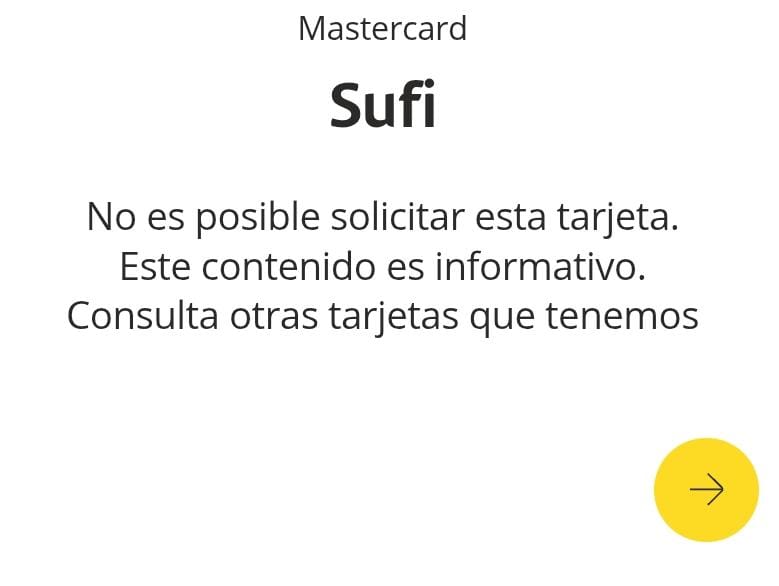 Mastercard
Sufi
No es posible solicitar esta tarjeta.
Este contenido es informativo.
Consulta otras tarjetas que tenemos